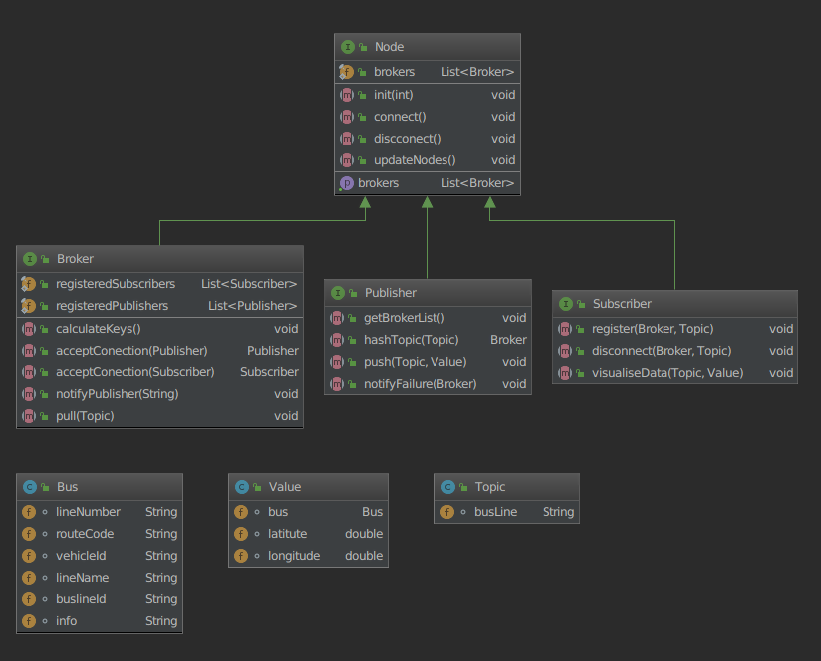 Node
brokers List<Broker>
init(int) void
connect() void
discconect() void
updateNodes() void
brokers List<Broker>
Broker
registeredSubscribers List<Subscriber>
registeredPublishers List<Publisher>
calculateKeys() void
acceptConection(Publisher) Publisher
acceptConection(Subscriber) Subscriber
notifyPublisher(String) void
pull(Topic) void
Publisher
getBrokerList() void
hashTopic(Topic) Broker
push(Topic, Value) void
notifyFailure(Broker) void
Subscriber
register(Broker, Topic) void
disconnect(Broker, Topic) void
visualiseData(Topic, Value) void
Bus
lineNumber String
routeCode String
vehicleId String
lineName String
buslineId String
info String
Value
bus Bus
latitute double
longitude double
Topic
busLine String